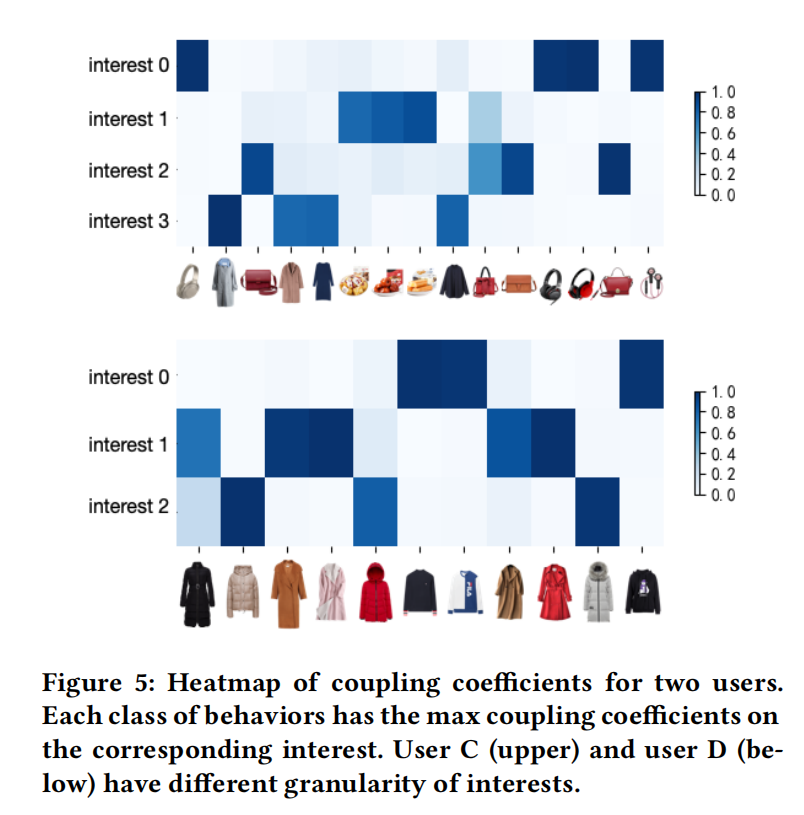 interest 0
interest 1
interest 2
interest 3
1.0
0.8
0.6
0.4
0.2
0.0
interest 0
interest 1
interest 2
1.0
0.8
0.6
0.4
0.2
0.0
FILA
Figure 5: Heatmap of coupling coefficients for two users.
Each class of behaviors has the max coupling coefficients on
the corresponding interest. User C (upper) and user D (be-
low) have different granularity of interests.